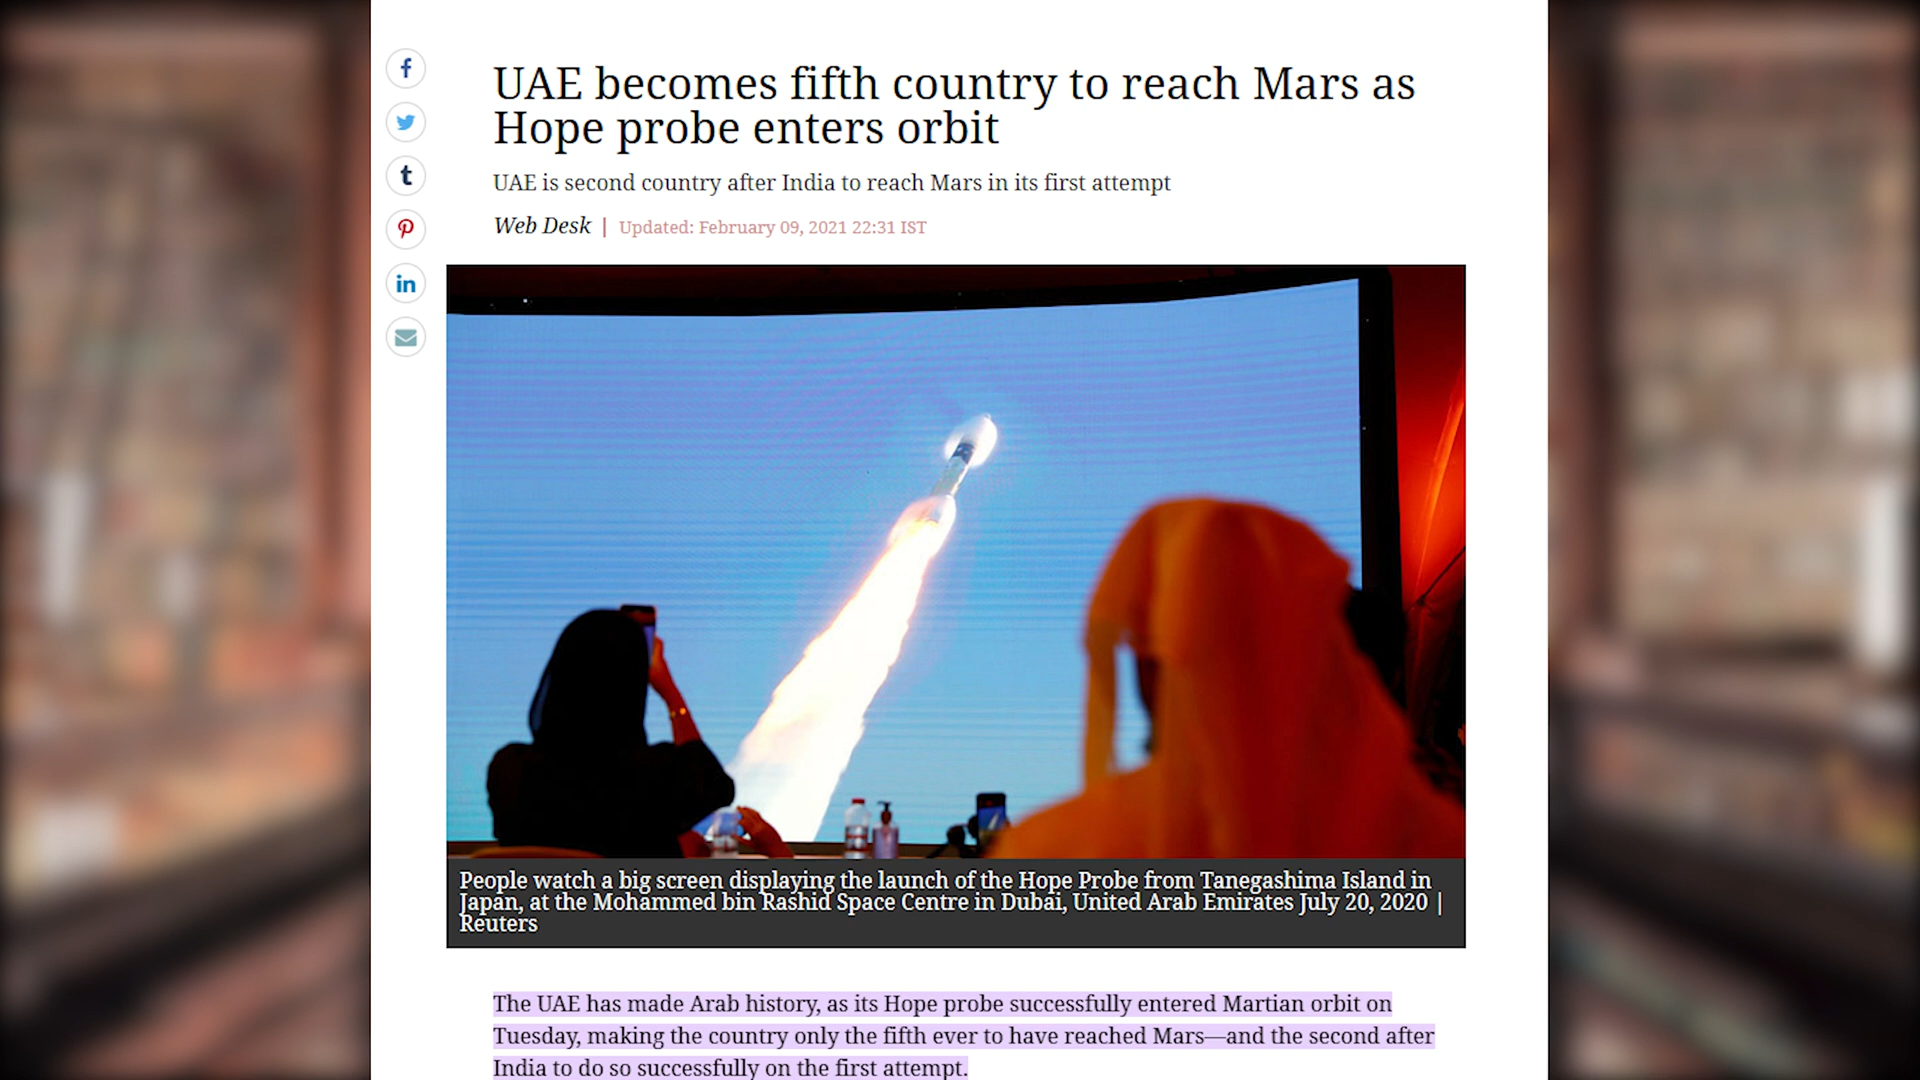 UAE becomes fifth country to reach Mars as
Hope probe enters orbit
UAE is second country after India to reach Mars in its first attempt
Web Desk | Updated: February 09, 2021 22:31 IST
People watch a big screen displaying the launch of the Hope Probe from Tanegashima Island in
Japan, at the Mohammed bin Rashid Space Centre in Dubai, United Arab Emirates July 20, 2020 |
Reuters
The UAE has made Arab history, as its Hope probe successfully entered Martian orbit on
Tuesday, making the country only the fifth ever to have reached Mars—and the second after
India to do so successfully on the first attempt.